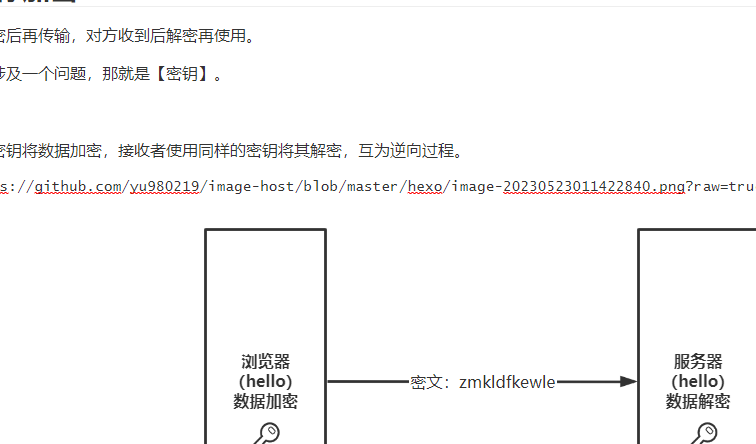 密后再传输，对方收到后解密再使用。
涉及一个问题，那就是【密钥】。
密钥将数据加密，接收者使用同样的密钥将其解密，互为逆向过程。
s://github.com/yu980219/image-host/blob/master/hexo/image-20230523011422840.png?raw=tru
浏览器
（hello）
数据加密
密文：zmkldfkewle
服务器
（hello）
数据解密